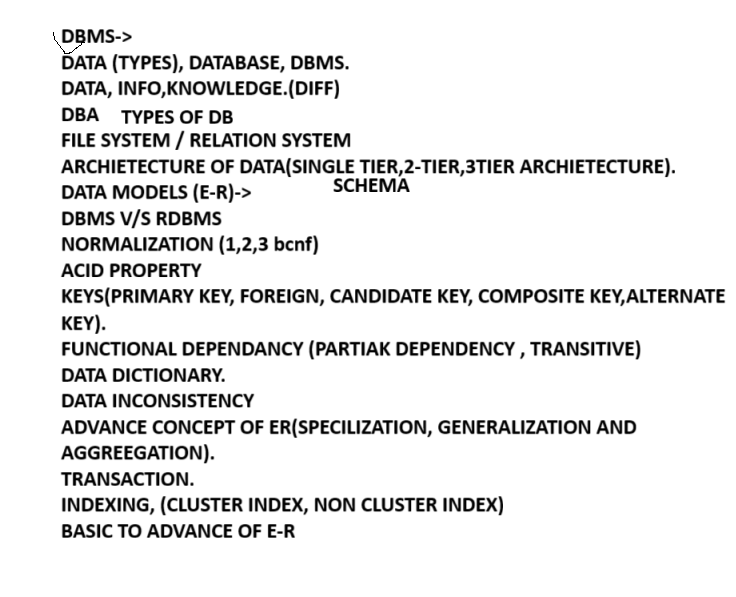 DBMS->
DATA (TYPES), DATABASE, DBMS.
DATA, INFO,KNOWLEDGE.(DIFF)
DBA TYPES OF DB
FILE SYSTEM / RELATION SYSTEM
ARCHIETECTURE OF DATA(SINGLE TIER,2-TIER,3TIER ARCHIETECTURE).
SCHEMA
DATA MODELS (E-R)->
DBMS V/S RDBMS
NORMALIZATION (1,2,3 bcnf)
ACID PROPERTY
KEYS(PRIMARY KEY, FOREIGN, CANDIDATE KEY, COMPOSITE KEY,ALTERNATE
KEY).
FUNCTIONAL DEPENDANCY (PARTIAK DEPENDENCY , TRANSITIVE)
DATA DICTIONARY.
DATA INCONSISTENCY
ADVANCE CONCEPT OF ER(SPECILIZATION, GENERALIZATION AND
AGGREEGATION).
TRANSACTION.
INDEXING, (CLUSTER INDEX, NON CLUSTER INDEX)
BASIC TO ADVANCE OF E-R